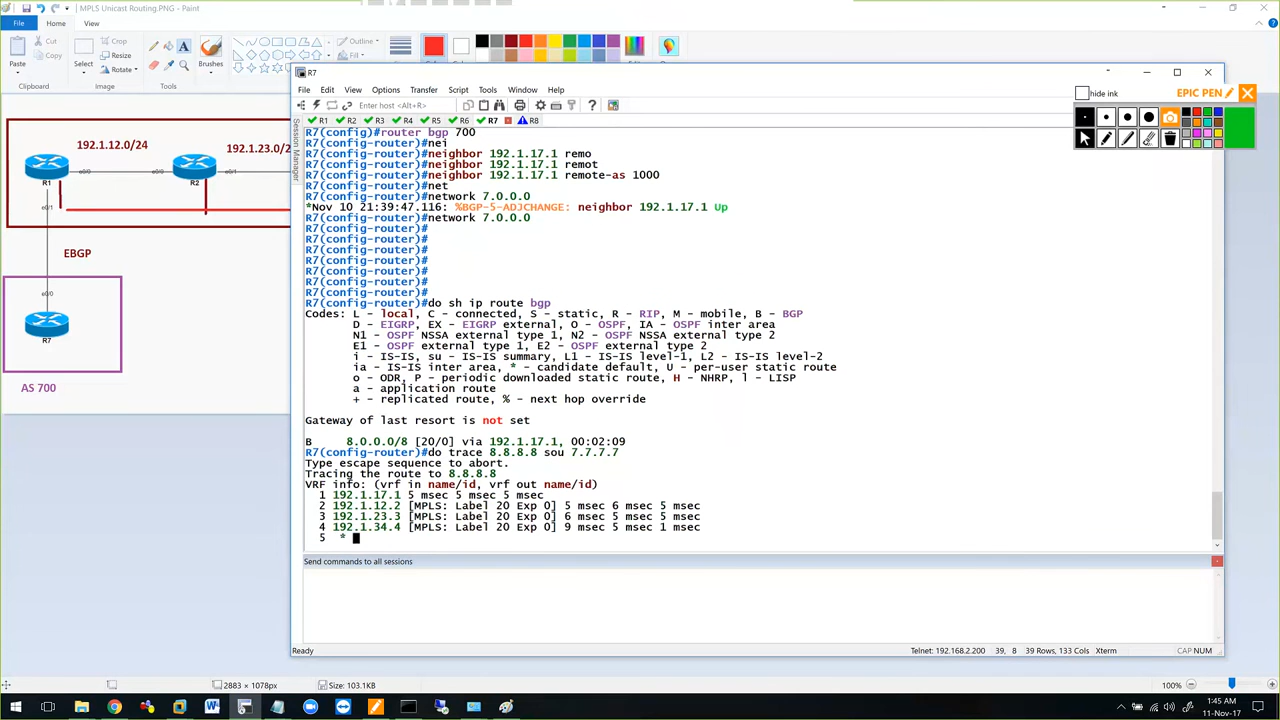 MPLS Unicast Routing.PNG - Paint
File
Home
View
Paste
Cut
Copy
Clipboard
Select
Crop
Resize
Rotate
Image
A
Tools
Brushes
Outline
Fill
192.1.12.0/24
192.1.23.0/2
R1
e0/0
e0/0
R2
e0/1
e0/1
EBGP
e0/0
R7
AS 700
R7
File Edit View Options Transfer Script Tools Window Help
Enter host <Alt+R>
Session Manager
R1 R2 R3 R4 R5 R6 R7 R8
R7(config)#router bgp 700
R7(config-router)#nei
R7(config-router)#neighbor 192.1.17.1 remo
R7(config-router)#neighbor 192.1.17.1 remot
R7(config-router)#neighbor 192.1.17.1 remote-as 1000
R7(config-router)#net
R7(config-router)#network 7.0.0.0
*Nov 10 21:39:47.116: %BGP-5-ADJCHANGE: neighbor 192.1.17.1 Up
R7(config-router)#network 7.0.0.0
R7(config-router)#
R7(config-router)#
R7(config-router)#
R7(config-router)#
R7(config-router)#
R7(config-router)#
R7(config-router)#
R7(config-router)#do sh ip route bgp
Codes: L - local, C - connected, S - static, R - RIP, M - mobile, B - BGP
D - EIGRP, EX - EIGRP external, O - OSPF, IA - OSPF inter area
N1 - OSPF NSSA external type 1, N2 - OSPF NSSA external type 2
E1 - OSPF external type 1, E2 - OSPF external type 2
i - IS-IS, su - IS-IS summary, L1 - IS-IS level-1, L2 - IS-IS level-2
ia - IS-IS inter area, * - candidate default, U - per-user static route
o - ODR, P - periodic downloaded static route, H - NHRP, l - LISP
a - application route
+ - replicated route, % - next hop override
Gateway of last resort is not set
B 8.0.0.0/8 [20/0] via 192.1.17.1, 00:02:09
R7(config-router)#do trace 8.8.8.8 sou 7.7.7.7
Type escape sequence to abort.
Tracing the route to 8.8.8.8
VRF info: (vrf in name/id, vrf out name/id)
1 192.1.17.1 5 msec 5 msec 5 msec
2 192.1.12.2 [MPLS: Label 20 Exp 0] 5 msec 6 msec 5 msec
3 192.1.23.3 [MPLS: Label 20 Exp 0] 6 msec 5 msec 5 msec
4 192.1.34.4 [MPLS: Label 20 Exp 0] 9 msec 5 msec 1 msec
5 *
Send commands to all sessions
Ready
Telnet: 192.168.2.200 39, 8 39 Rows, 133 Cols Xterm CAP NUM
hide ink
EPIC PEN
2883 × 1078px
Size: 103.1KB
100%
1:45 AM
11-Nov-17